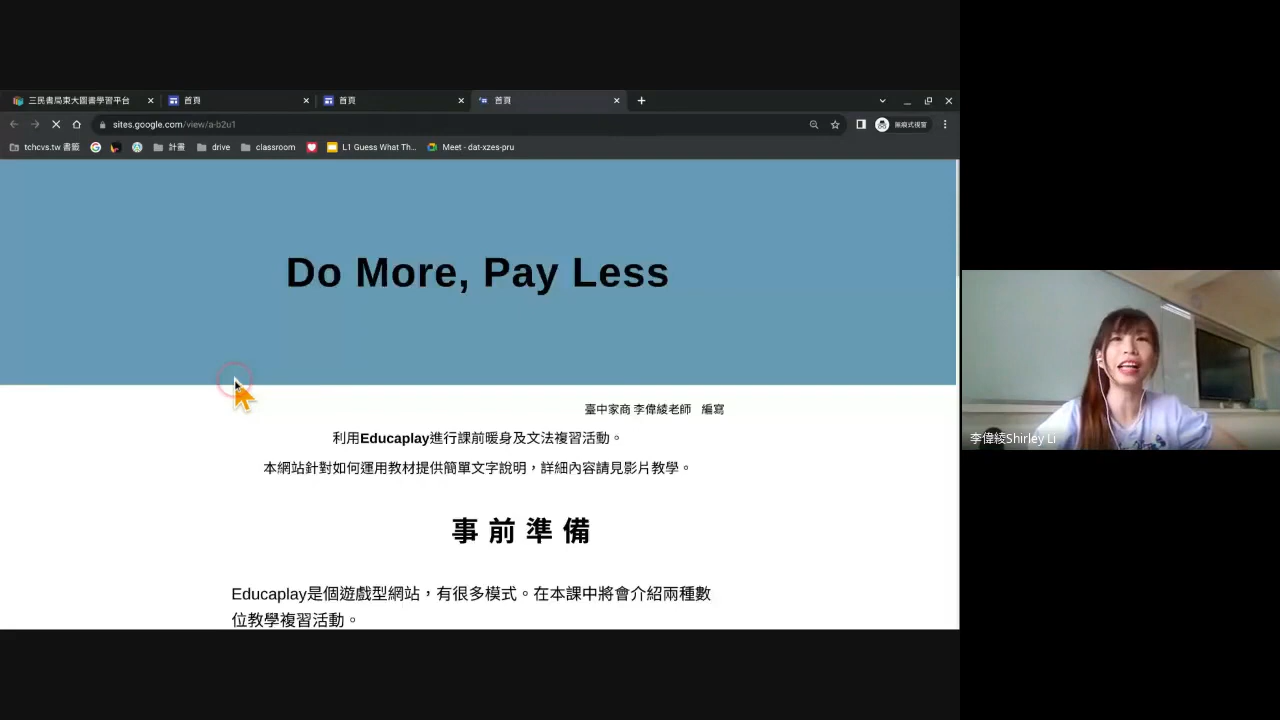 三民書局東大圖書學習平台
首頁
首頁
首頁
sites.google.com/view/a-b2u1
無痕式視窗
tchcvs.tw 書籤
計畫
drive
classroom
L1 Guess What Th...
Meet - dat-xzes-pru
Do More, Pay Less
臺中家商 李偉綾老師 編寫
利用Educaplay進行課前暖身及文法複習活動。
本網站針對如何運用教材提供簡單文字說明，詳細內容請見影片教學。
事前準備
Educaplay是個遊戲型網站，有很多模式。在本課中將會介紹兩種數
位教學複習活動。
李偉綾Shirley Li